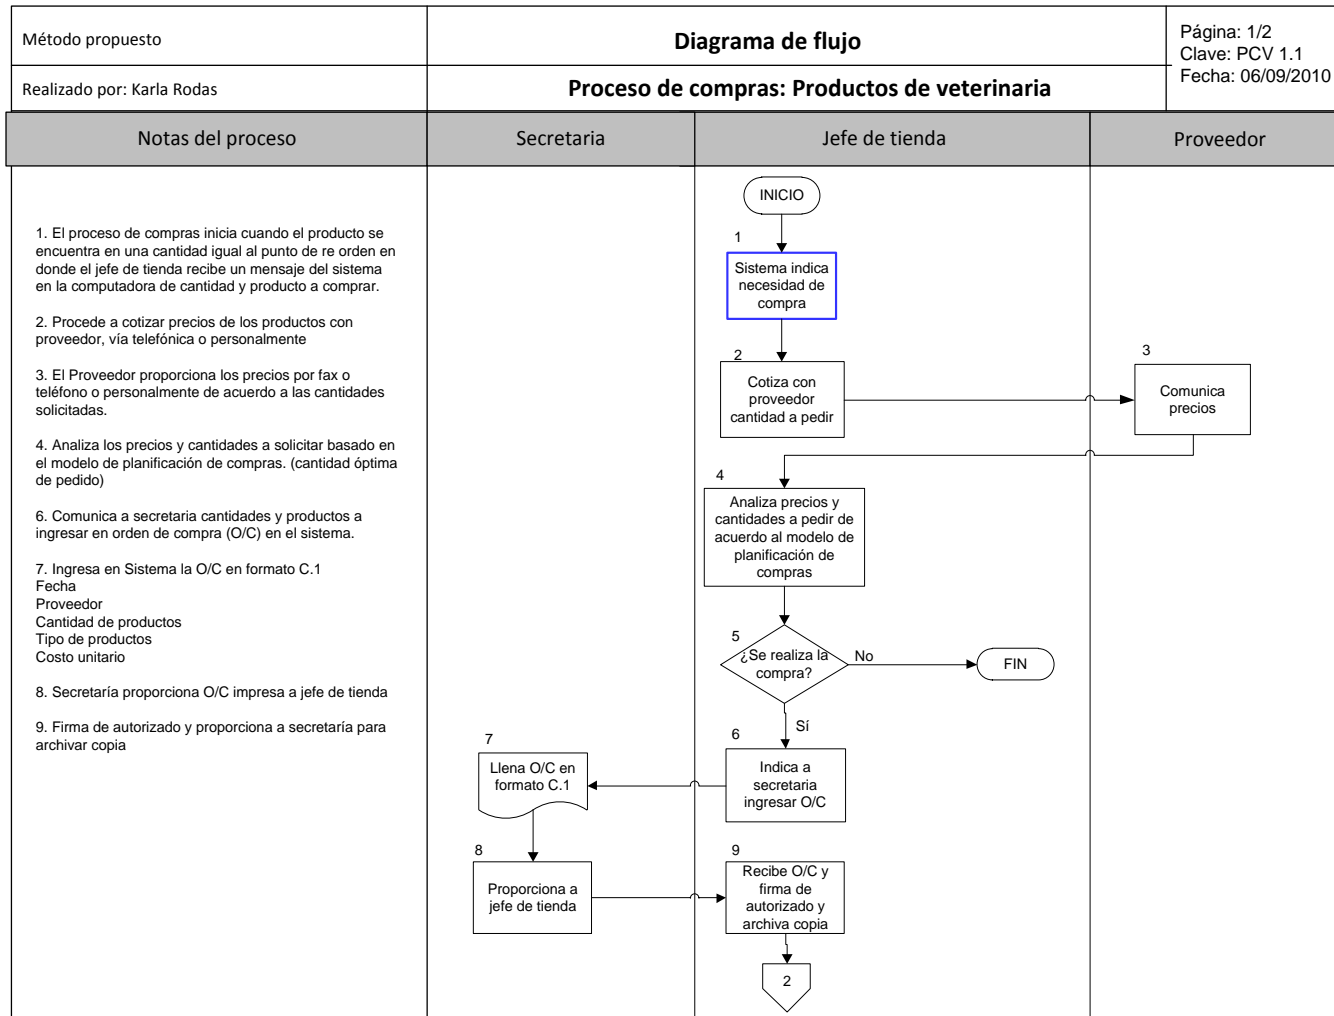 Método propuesto
Diagrama de flujo
Página: 1/2
Clave: PCV 1.1
Fecha: 06/09/2010
Realizado por: Karla Rodas
Proceso de compras: Productos de veterinaria
Notas del proceso
Secretaria
Jefe de tienda
Proveedor
1. El proceso de compras inicia cuando el producto se
encuentra en una cantidad igual al punto de re orden en
donde el jefe de tienda recibe un mensaje del sistema
en la computadora de cantidad y producto a comprar.
2. Procede a cotizar precios de los productos con
proveedor, vía telefónica o personalmente
3. El Proveedor proporciona los precios por fax o
teléfono o personalmente de acuerdo a las cantidades
solicitadas.
4. Analiza los precios y cantidades a solicitar basado en
el modelo de planificación de compras. (cantidad óptima
de pedido)
6. Comunica a secretaria cantidades y productos a
ingresar en orden de compra (O/C) en el sistema.
7. Ingresa en Sistema la O/C en formato C.1
Fecha
Proveedor
Cantidad de productos
Tipo de productos
Costo unitario
8. Secretaría proporciona O/C impresa a jefe de tienda
9. Firma de autorizado y proporciona a secretaría para
archivar copia
INICIO
1
Sistema indica
necesidad de
compra
2
Cotiza con
proveedor
cantidad a pedir
3
Comunica
precios
4
Analiza precios y
cantidades a pedir de
acuerdo al modelo de
planificación de
compras
5
¿Se realiza la
compra?
No
FIN
Sí
6
Indica a
secretaria
ingresar O/C
7
Llena O/C en
formato C.1
8
Proporciona a
jefe de tienda
9
Recibe O/C y
firma de
autorizado y
archiva copia
2